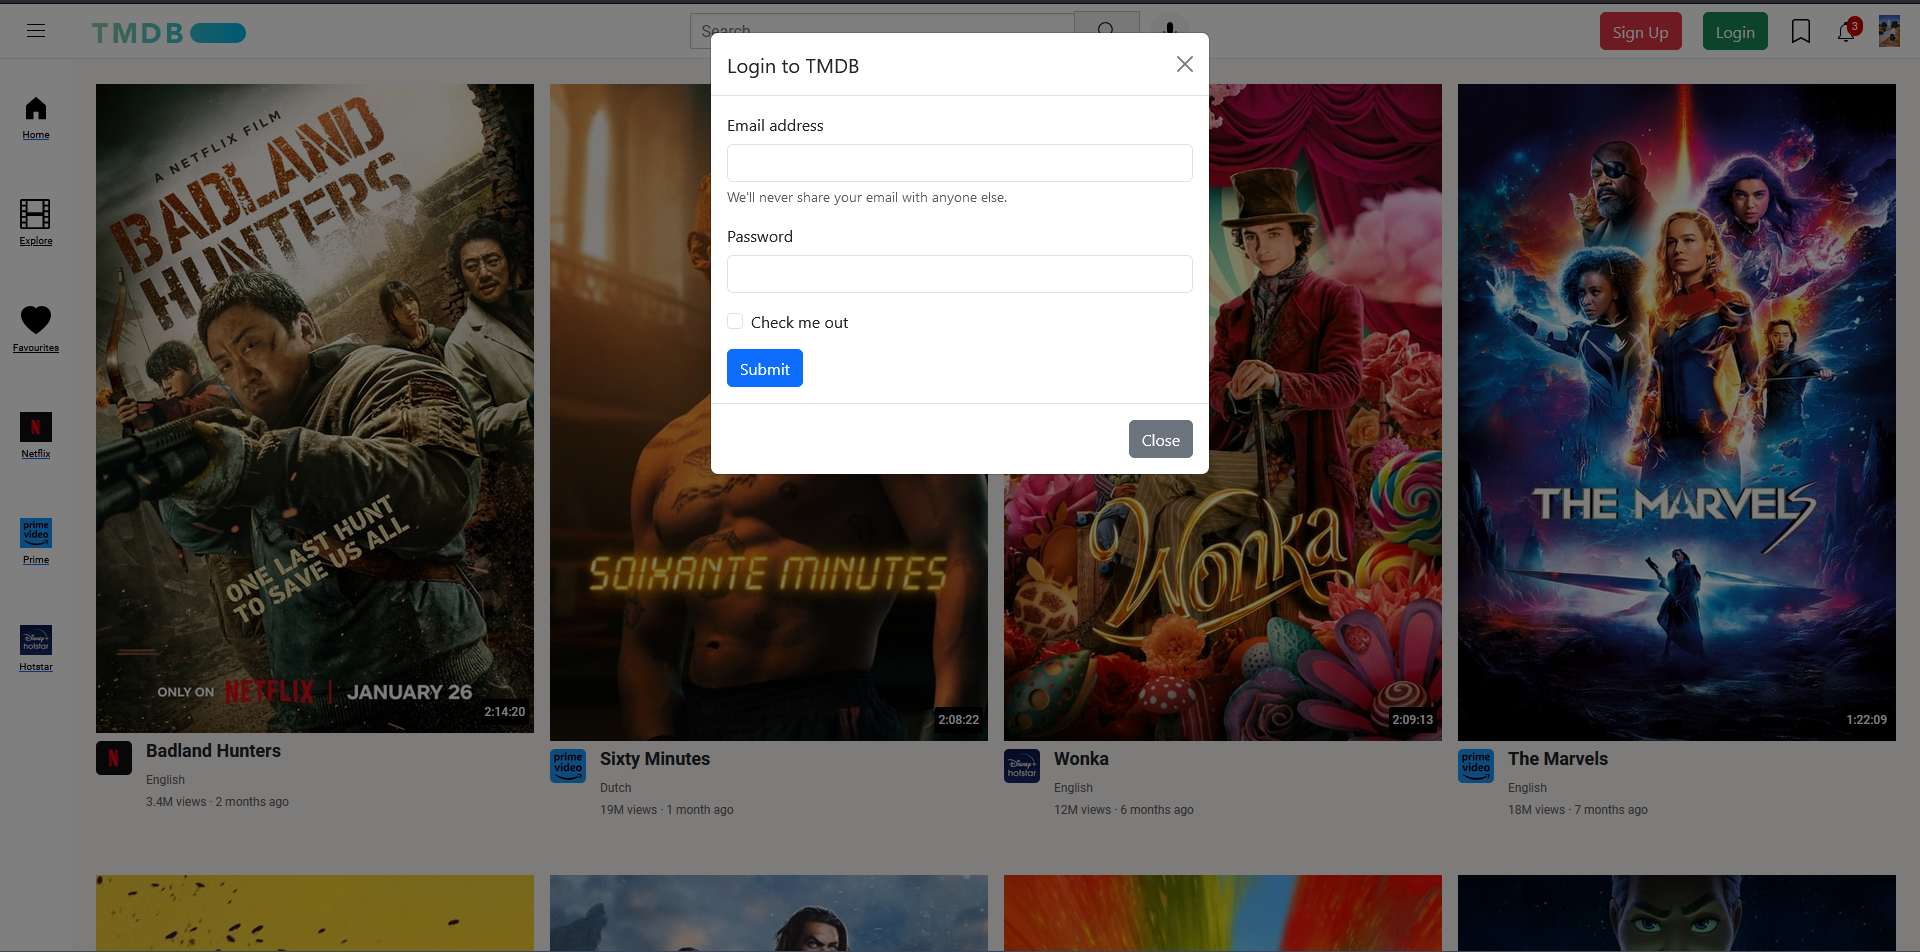 TMDB
Search
Sign Up
Login
3
Login to TMDB
Email address
We'll never share your email with anyone else.
Password
Check me out
Submit
Close
Home
Explore
Favourites
N
Netflix
prime
video
Prime
Disney+
hotstar
Hotstar
A NETFLIX FILM
BADLAND
HUNTERS
ONE LAST HUNT
TO SAVE US ALL
ONLY ON NETFLIX | JANUARY 26
2:14:20
N
Badland Hunters
English
3.4M views · 2 months ago
SOIXANTE MINUTES
2:08:22
prime
video
Sixty Minutes
Dutch
19M views · 1 month ago
Wonka
2:09:13
Disney+
hotstar
Wonka
English
12M views · 6 months ago
THE MARVELS
1:22:09
prime
video
The Marvels
English
18M views · 7 months ago